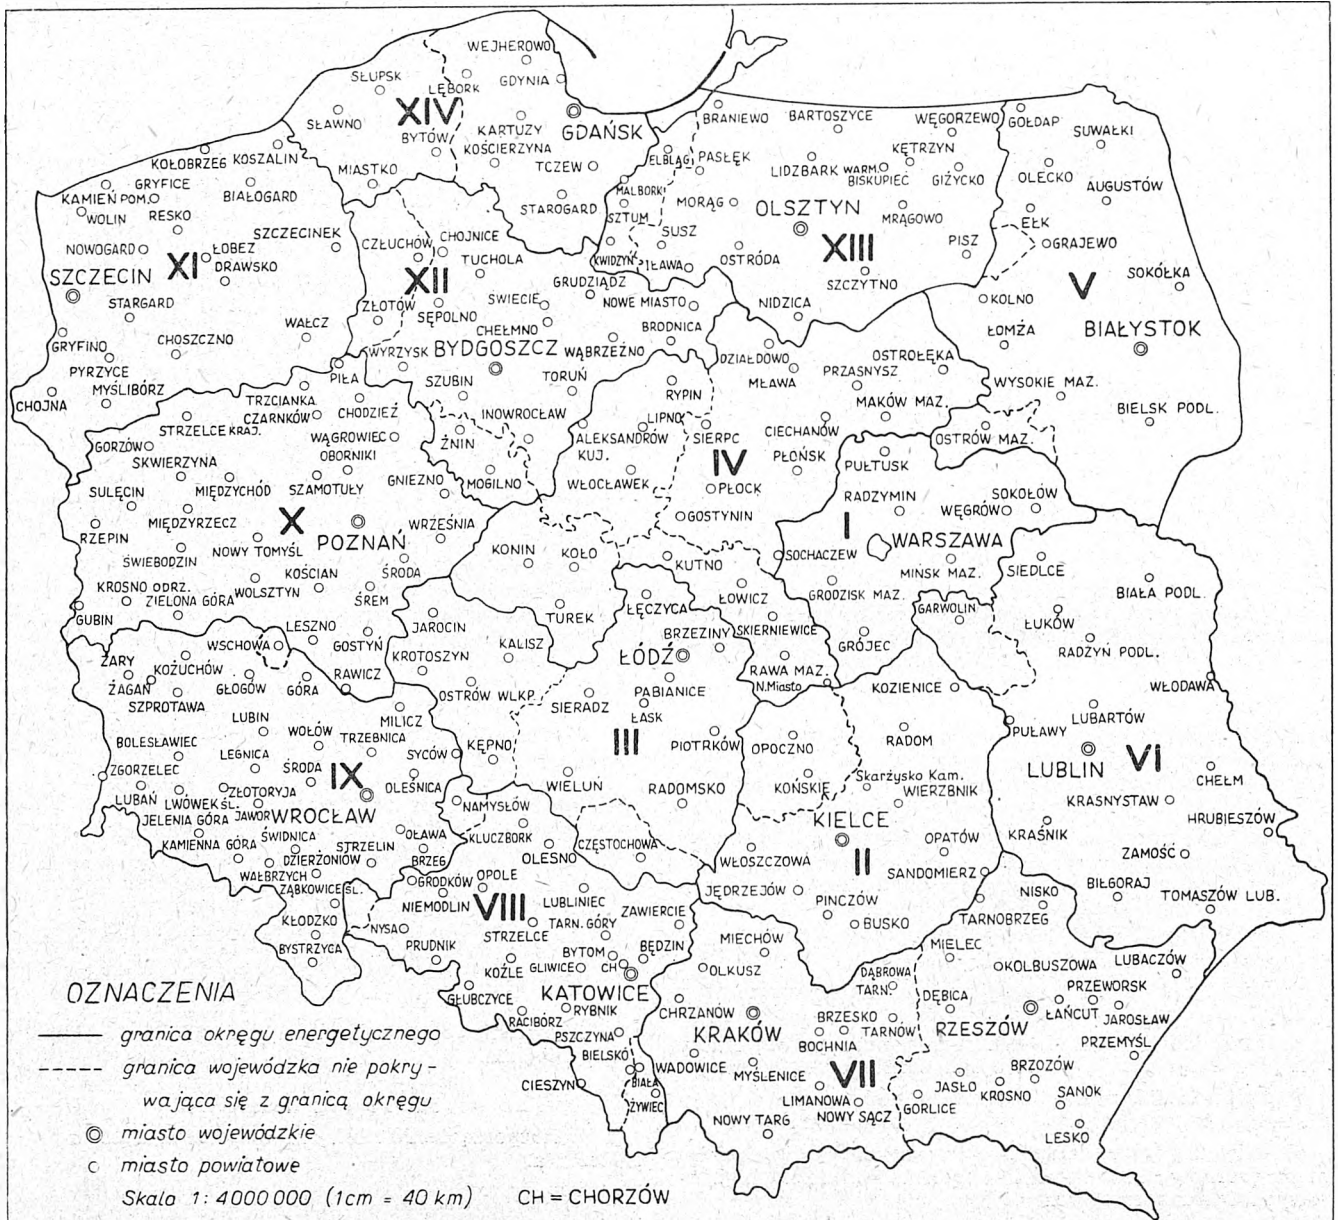 WEJHEROWO
SŁUPSK
LĘBORK
GDYNIA
XIV
SŁAWNO
BYTÓW
KARTUZY
GDAŃSK
KOŚCIERZYNA
TCZEW
MIASTKO
STAROGARD
BRANIEWO
BARTOSZYCE
WĘGORZEWO
GOŁDAP
SUWAŁKI
ELBLĄG
PASŁĘK
LIDZBARK WARM.
KĘTRZYN
BISKUPIEC
GIŻYCKO
OLECKO
AUGUSTÓW
MALBORK
MORĄG
OLSZTYN
MRĄGOWO
EŁK
SZTUM
SUSZ
XIII
PISZ
GRAJEWO
KWIDZYŃ
IŁAWA
OSTRÓDA
SZCZYTNO
SOKÓŁKA
V
KOŁOBRZEG
KOSZALIN
GRYFICE
KAMIEŃ POM.
BIAŁOGARD
WOLIN
RESKO
SZCZECINEK
NOWOGARD
ŁOBEZ
XI
DRAWSKO
SZCZECIN
STARGARD
WAŁCZ
CHOSZCZNO
GRYFINO
PYRZYCE
MYŚLIBÓRZ
CHOJNA
CZŁUCHÓW
CHOJNICE
TUCHOLA
XII
GRUDZIĄDZ
ZŁOTÓW
ŚWIECIE
NOWE MIASTO
SĘPOLNO
CHEŁMNO
BRODNICA
WYRZYSK
BYDGOSZCZ
WĄBRZEŹNO
SZUBIN
TORUŃ
NIDZICA
KOLNO
ŁOMŻA
BIAŁYSTOK
DZIAŁDOWO
OSTROŁĘKA
MŁAWA
PRZASNYSZ
WYSOKIE MAZ.
MAKÓW MAZ.
BIELSK PODL.
OSTRÓW MAZ.
RYPIN
LIPNO
SIERPC
CIECHANÓW
PIŁA
TRZCIANKA
CZARNKÓW
CHODZIEŻ
INOWROCŁAW
ALEKSANDRÓW
KUJ.
ŻNIN
IV
PŁOŃSK
PUŁTUSK
STRZELCE KRAJ.
GORZÓW
WĄGROWIEC
OBORNIKI
SKWIERZYNA
SULĘCIN
MIĘDZYCHÓD
SZAMOTUŁY
GNIEZNO
MOGILNO
WŁOCŁAWEK
PŁOCK
GOSTYNIN
RADZYMIN
SOKOŁÓW
WĘGRÓW
I
WARSZAWA
MIĘDZYRZECZ
X
WRZEŚNIA
RZEPIN
NOWY TOMYŚL
POZNAŃ
ŚWIEBODZIN
KOŚCIAN
ŚRODA
KONIN
KOŁO
KUTNO
SOCHACZEW
MIŃSK MAZ.
SIEDLCE
KROSNO ODRZ.
WOLSZTYN
ZIELONA GÓRA
ŚREM
ŁOWICZ
GRODZISK MAZ.
GARWOLIN
BIAŁA PODL.
GUBIN
LESZNO
GOSTYŃ
JAROCIN
TUREK
ŁĘCZYCA
BRZEZINY
SKIERNIEWICE
GRÓJEC
ŁUKÓW
RADZYŃ PODL.
WSCHOWA
KROTOSZYN
KALISZ
ŁÓDŹ
RAWA MAZ.
N.Miasto
ŻARY
KOŻUCHÓW
RAWICZ
PABIANICE
KOZIENICE
WŁODAWA
ŻAGAŃ
GŁOGÓW
GÓRA
OSTRÓW WLKP.
SIERADZ
ŁASK
SZPROTAWA
LUBIN
WOŁÓW
MILICZ
TRZEBNICA
III
PIOTRKÓW
OPOCZNO
RADOM
PUŁAWY
LUBARTÓW
BOLESŁAWIEC
LEGNICA
SYCÓW
KĘPNO
VI
LUBLIN
CHEŁM
ZGORZELEC
ŚRODA
IX
OLEŚNICA
WIELUŃ
RADOMSKO
KOŃSKIE
Skarżysko Kam.
WIERZBNIK
LUBAŃ
LWÓWEK ŚL.
ZŁOTORYJA
NAMYSŁÓW
KRASNYSTAW
JELENIA GÓRA
JAWOR
WROCŁAW
KIELCE
HRUBIESZÓW
KAMIENNA GÓRA
ŚWIDNICA
STRZELIN
OŁAWA
KLUCZBORK
CZĘSTOCHOWA
OPATÓW
KRAŚNIK
DZIERŻONIÓW
BRZEG
OLESNO
WŁOSZCZOWA
II
ZAMOŚĆ
WAŁBRZYCH
ZĄBKOWICE ŚL.
GRODKÓW
OPOLE
JĘDRZEJÓW
SANDOMIERZ
NISKO
BIŁGORAJ
TOMASZÓW LUB.
NIEMODLIN
VIII
LUBLINIEC
PIŃCZÓW
TARNOBRZEG
KŁODZKO
NYSA
STRZELCE
TARN. GÓRY
ZAWIERCIE
BUSKO
BYSTRZYCA
PRUDNIK
BYTOM
BĘDZIN
MIECHÓW
MIELEC
KOŹLE
GLIWICE
CH
OLKUSZ
DĄBROWA
TARN.
KOLBUSZOWA
LUBACZÓW
GŁUBCZYCE
KATOWICE
CHRZANÓW
DĘBICA
PRZEWORSK
RACIBÓRZ
RYBNIK
KRAKÓW
BRZESKO
TARNÓW
RZESZÓW
ŁAŃCUT
JAROSŁAW
PSZCZYNA
BOCHNIA
PRZEMYŚL
BIELSKO
BIAŁA
WADOWICE
MYŚLENICE
VII
BRZOZÓW
CIESZYN
ŻYWIEC
LIMANOWA
JASŁO
KROSNO
SANOK
NOWY TARG
NOWY SĄCZ
GORLICE
LESKO
OZNACZENIA
granica okręgu energetycznego
granica wojewódzka nie pokry-
wająca się z granicą okręgu
miasto wojewódzkie
miasto powiatowe
Skala 1:4000000 (1cm = 40 km) CH = CHORZÓW